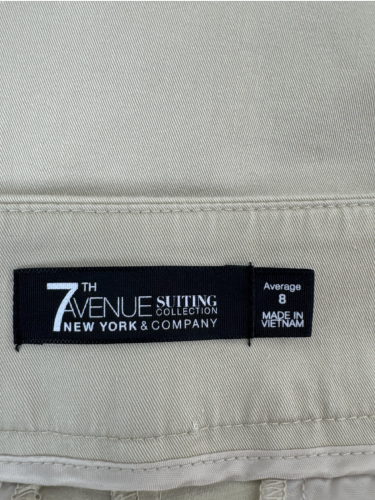 7TH
AVENUE SUITING
COLLECTION
NEW YORK & COMPANY
Average
8
MADE IN
VIETNAM